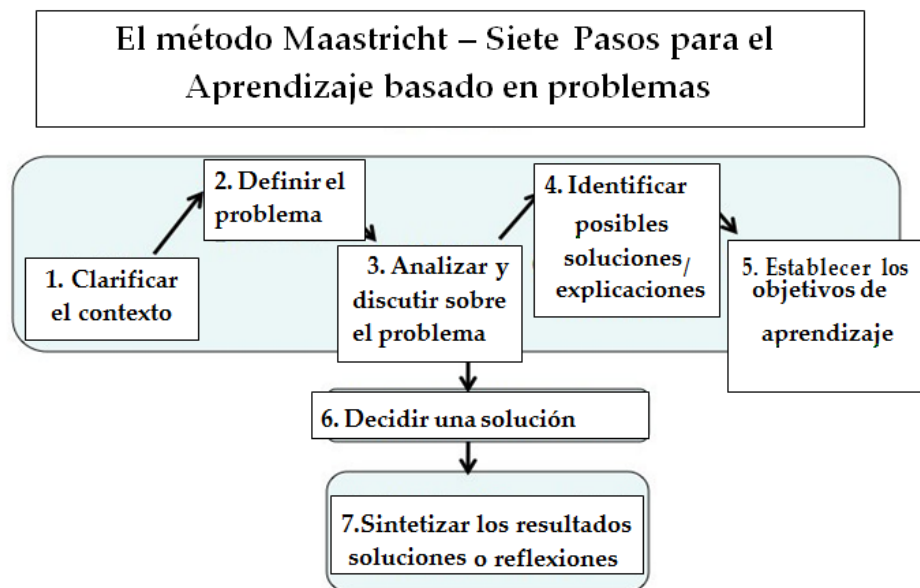 El método Maastricht – Siete Pasos para el
Aprendizaje basado en problemas
1. Clarificar
el contexto
2. Definir el
problema
3. Analizar y
discutir sobre
el problema
4. Identificar
posibles
soluciones/
explicaciones
5. Establecer los
objetivos de
aprendizaje
6. Decidir una solución
7.Sintetizar los resultados
soluciones o reflexiones